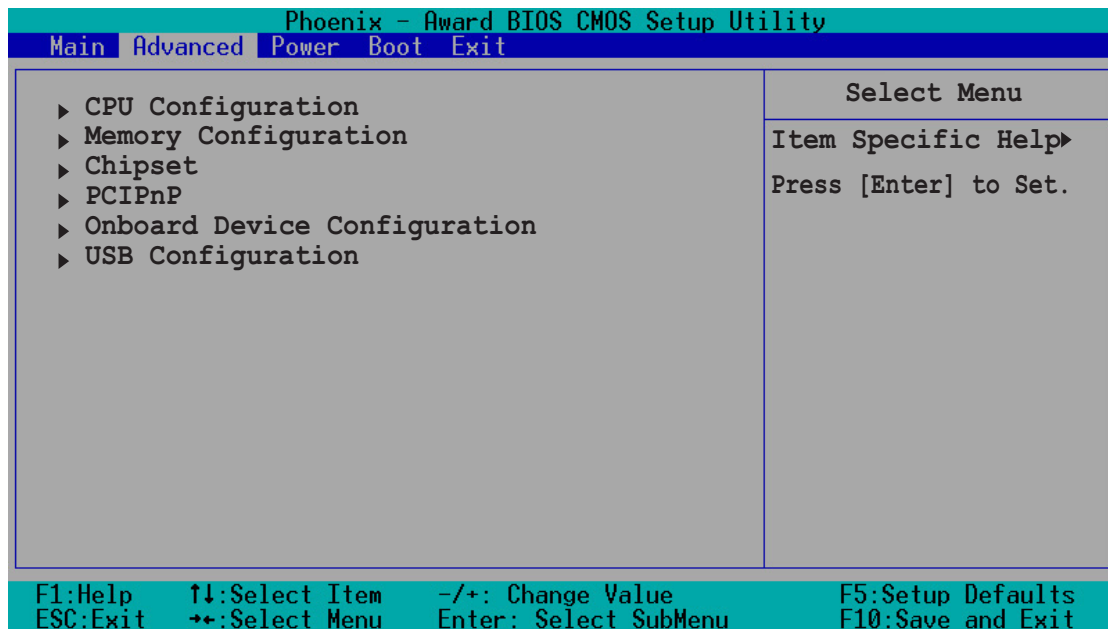 Phoenix - Award BIOS CMOS Setup Utility
Main Advanced Power Boot Exit
CPU Configuration
Memory Configuration
Chipset
PCIPnP
Onboard Device Configuration
USB Configuration
Select Menu
Item Specific Help
Press [Enter] to Set.
F1:Help ↑↓:Select Item -/+: Change Value F5:Setup Defaults
ESC:Exit →←:Select Menu Enter: Select SubMenu F10:Save and Exit